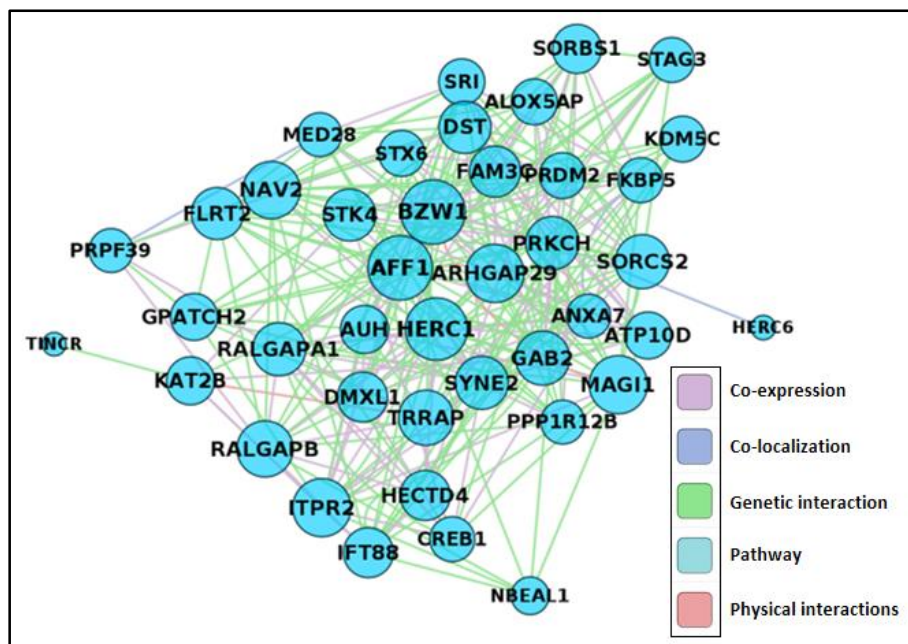 SORBS1
STAG3
SRI
ALOX5AP
MED28
DST
KDM5C
STX6
FAM3C
PRDM2
FKBP5
NAV2
FLRT2
STK4
BZW1
PRPF39
PRKCH
AFF1
ARHGAP29
SORCS2
GPATCH2
AUH
HERC1
ANXA7
ATP10D
HERC6
TINCR
RALGAPA1
KAT2B
GAB2
SYNE2
MAGI1
DMXL1
TRRAP
PPP1R12B
RALGAPB
HECTD4
ITPR2
CREB1
IFT88
NBEAL1
Co-expression
Co-localization
Genetic interaction
Pathway
Physical interactions